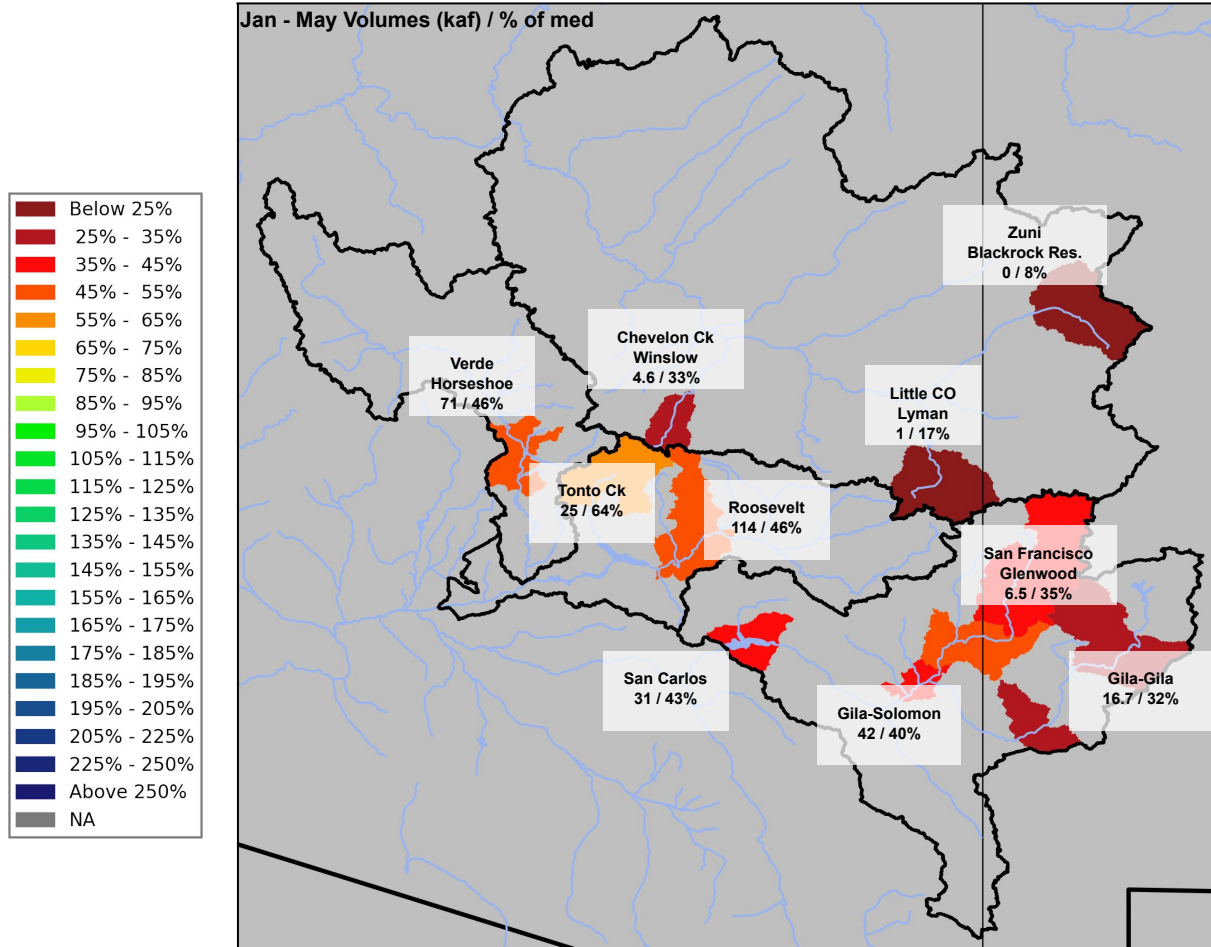 Jan - May Volumes (kaf) / % of med
Below 25%
25% - 35%
35% - 45%
45% - 55%
55% - 65%
65% - 75%
75% - 85%
85% - 95%
95% - 105%
105% - 115%
115% - 125%
125% - 135%
135% - 145%
145% - 155%
155% - 165%
165% - 175%
175% - 185%
185% - 195%
195% - 205%
205% - 225%
225% - 250%
Above 250%
NA
Zuni
Blackrock Res.
0 / 8%
Chevelon Ck
Winslow
4.6 / 33%
Verde
Horseshoe
71 / 46%
Little CO
Lyman
1 / 17%
Tonto Ck
25 / 64%
Roosevelt
114 / 46%
San Francisco
Glenwood
6.5 / 35%
San Carlos
31 / 43%
Gila-Solomon
42 / 40%
Gila-Gila
16.7 / 32%